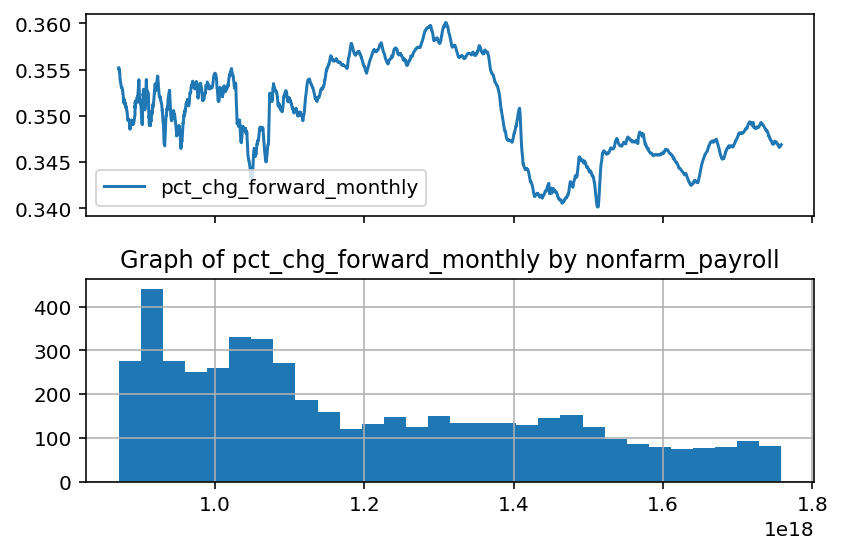 0.360
0.355
0.350
0.345
0.340
pct_chg_forward_monthly
Graph of pct_chg_forward_monthly by nonfarm_payroll
400
300
200
100
0
1.0 1.2 1.4 1.6 1.8
1e18